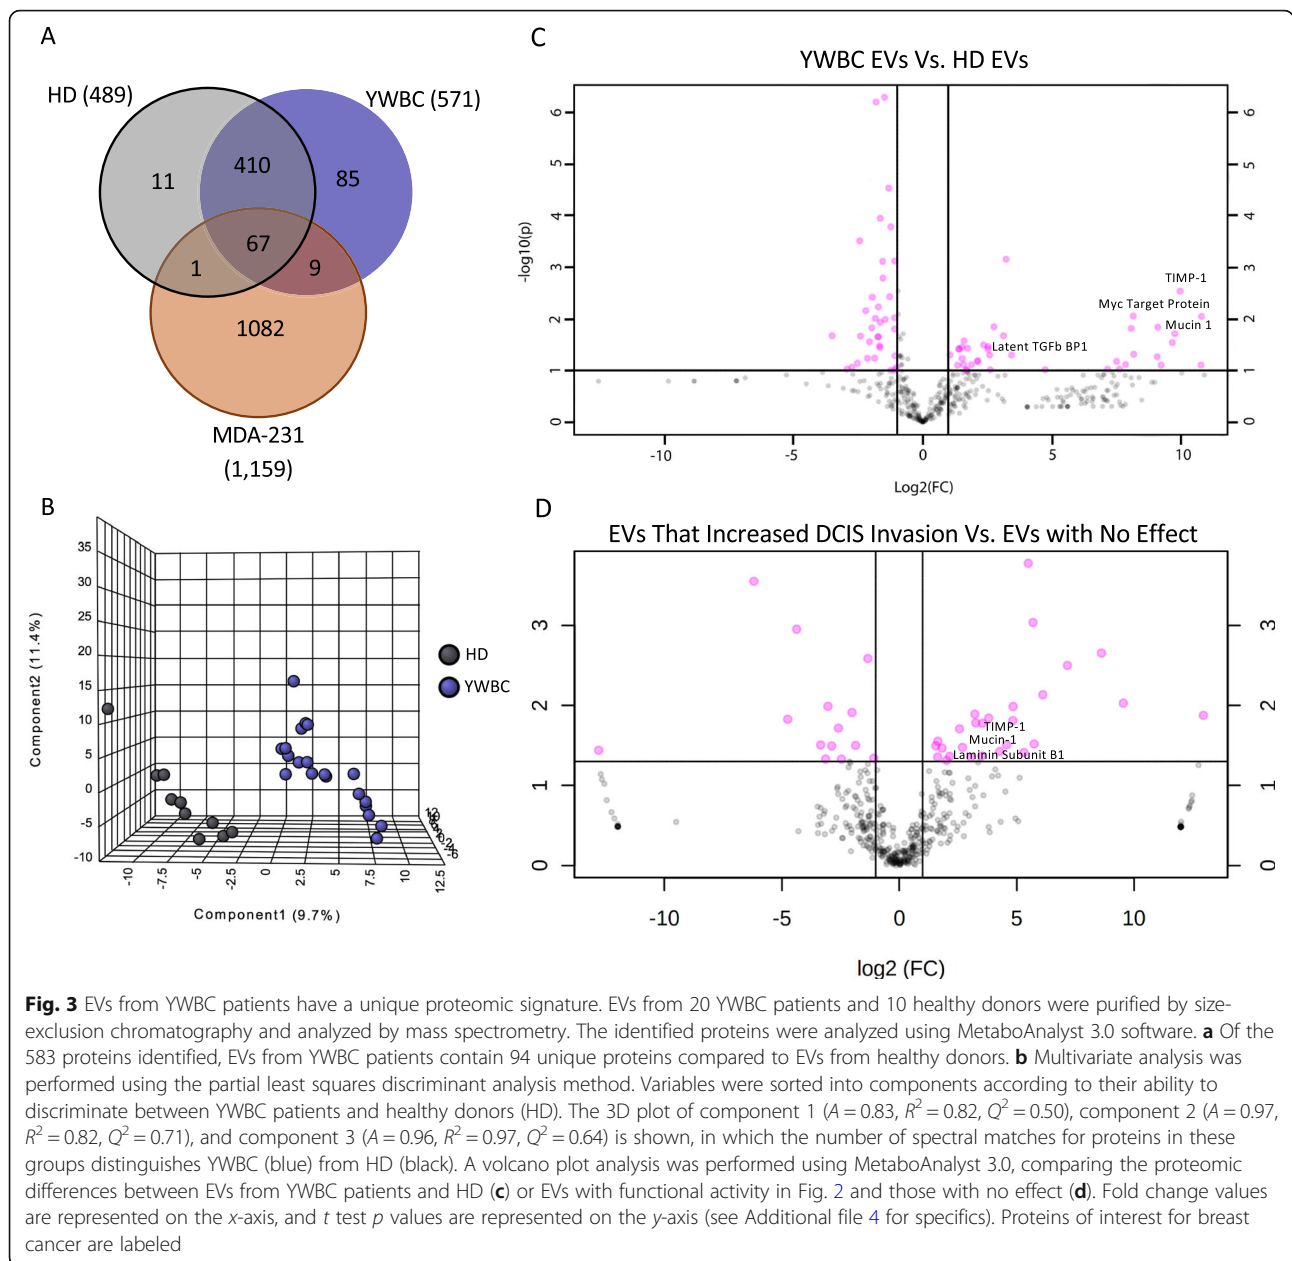 A
HD (489)
YWBC (571)
11
410
85
67
1
9
1082
MDA-231
(1,159)
B
35
30
25
20
15
10
5
0
-5
-10
Component2 (11.4%)
-10
-7.5
-5
-2.5
0
2.5
5
7.5
10
12.5
Component1 (9.7%)
HD
YWBC
C
YWBC EVs Vs. HD EVs
6
5
4
3
2
1
0
-log10(p)
6
5
4
3
2
1
0
TIMP-1
Myc Target Protein
Mucin 1
Latent TGFb BP1
-10
-5
0
5
10
Log2(FC)
D
EVs That Increased DCIS Invasion Vs. EVs with No Effect
3
2
1
0
3
2
1
0
TIMP-1
Mucin-1
Laminin Subunit B1
-10
-5
0
5
10
log2 (FC)
Fig. 3 EVs from YWBC patients have a unique proteomic signature. EVs from 20 YWBC patients and 10 healthy donors were purified by size-
exclusion chromatography and analyzed by mass spectrometry. The identified proteins were analyzed using MetaboAnalyst 3.0 software. a Of the
583 proteins identified, EVs from YWBC patients contain 94 unique proteins compared to EVs from healthy donors. b Multivariate analysis was
performed using the partial least squares discriminant analysis method. Variables were sorted into components according to their ability to
discriminate between YWBC patients and healthy donors (HD). The 3D plot of component 1 (A = 0.83, R² = 0.82, Q² = 0.50), component 2 (A = 0.97,
R² = 0.82, Q² = 0.71), and component 3 (A = 0.96, R² = 0.97, Q² = 0.64) is shown, in which the number of spectral matches for proteins in these
groups distinguishes YWBC (blue) from HD (black). A volcano plot analysis was performed using MetaboAnalyst 3.0, comparing the proteomic
differences between EVs from YWBC patients and HD (c) or EVs with functional activity in Fig. 2 and those with no effect (d). Fold change values
are represented on the x-axis, and t test p values are represented on the y-axis (see Additional file 4 for specifics). Proteins of interest for breast
cancer are labeled